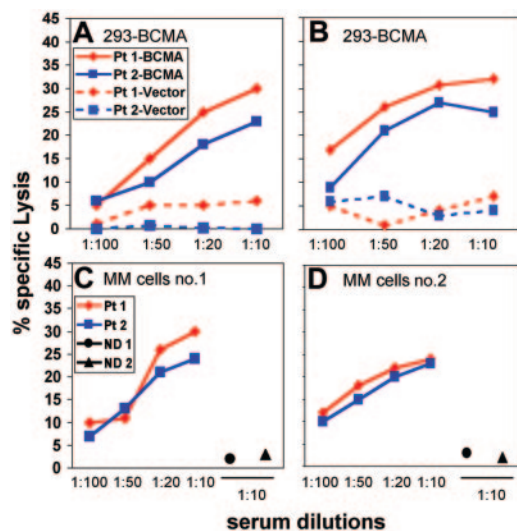 A 293-BCMA
Pt 1-BCMA
Pt 2-BCMA
Pt 1-Vector
Pt 2-Vector
45
40
35
30
25
20
15
10
5
0
1:100 1:50 1:20 1:10
B 293-BCMA
1:100 1:50 1:20 1:10
% specific Lysis
C MM cells no.1
Pt 1
Pt 2
ND 1
ND 2
45
40
35
30
25
20
15
10
5
0
1:100 1:50 1:20 1:10
1:10
D MM cells no.2
1:100 1:50 1:20 1:10
1:10
serum dilutions